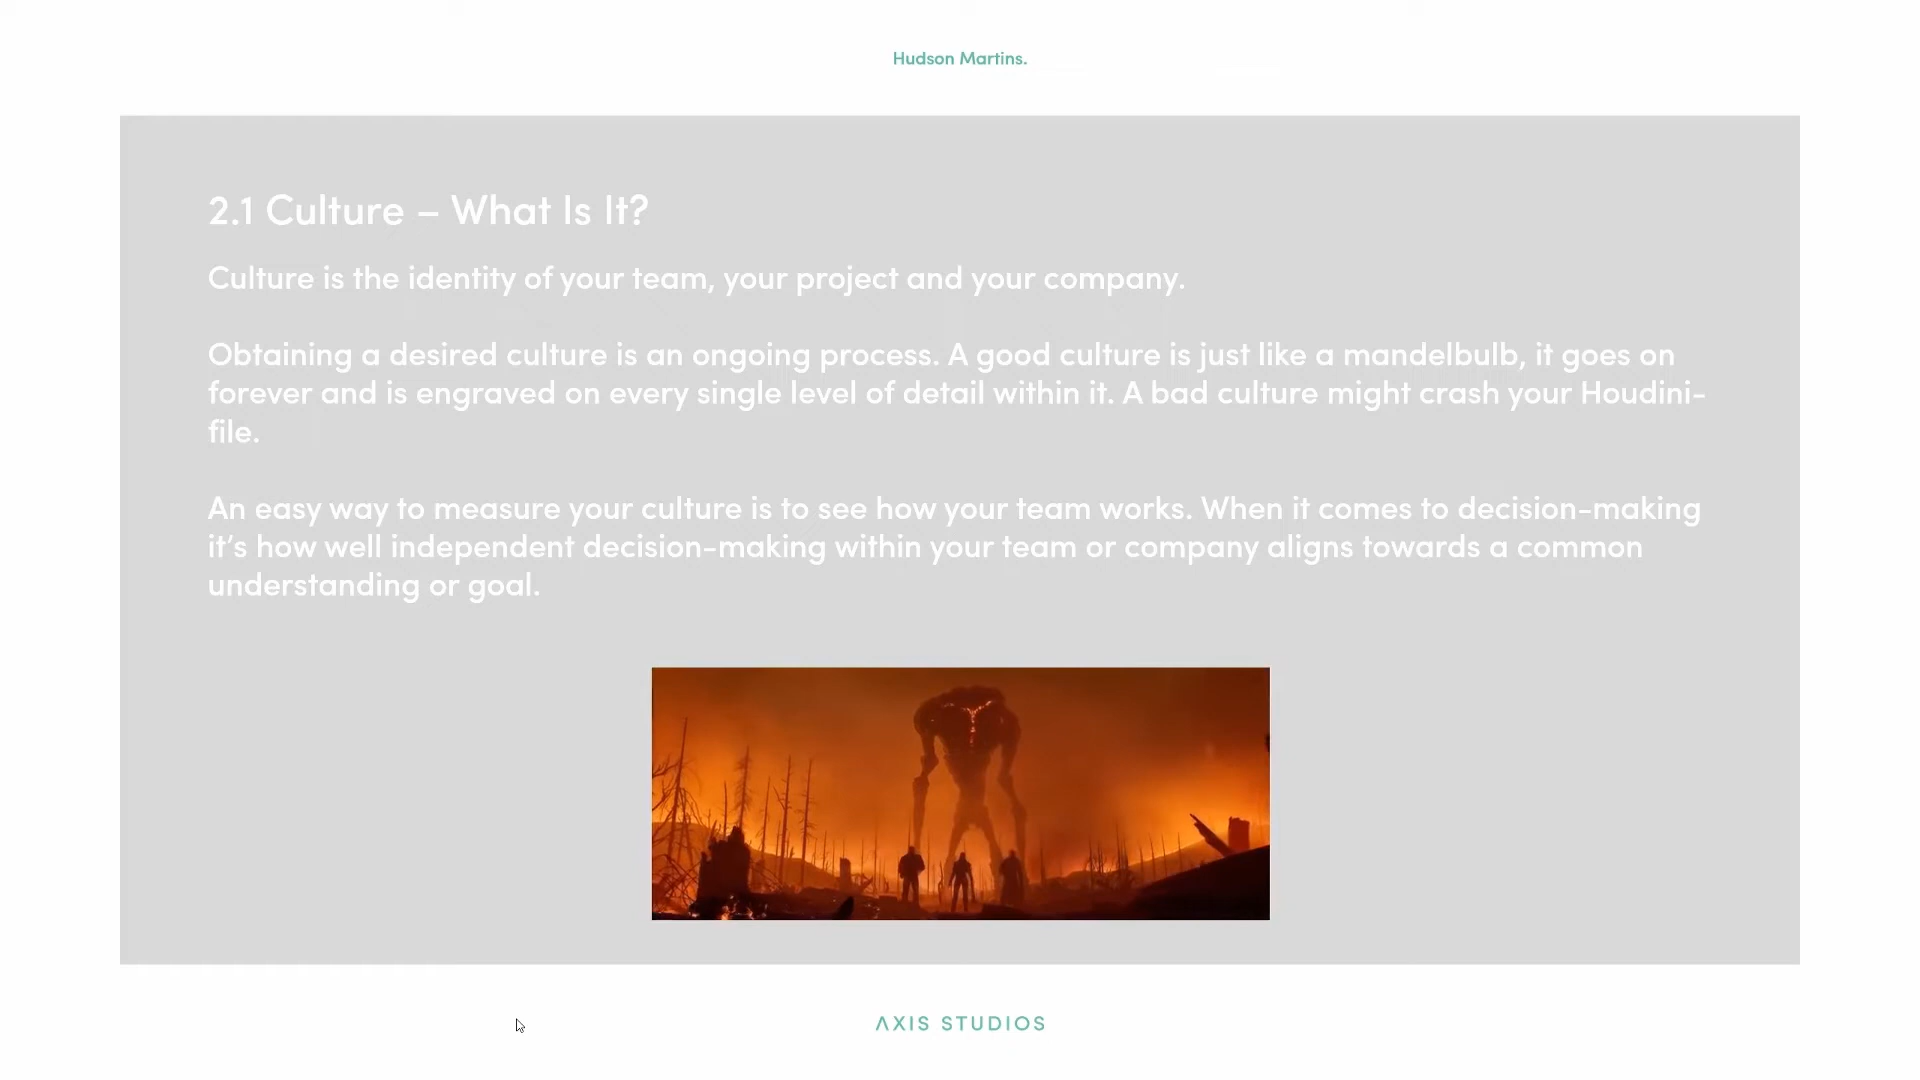 Hudson Martins.
2.1 Culture – What Is It?
Culture is the identity of your team, your project and your company.
Obtaining a desired culture is an ongoing process. A good culture is just like a mandelbulb, it goes on
forever and is engraved on every single level of detail within it. A bad culture might crash your Houdini-
file.
An easy way to measure your culture is to see how your team works. When it comes to decision-making
it’s how well independent decision-making within your team or company aligns towards a common
understanding or goal.
AXIS STUDIOS